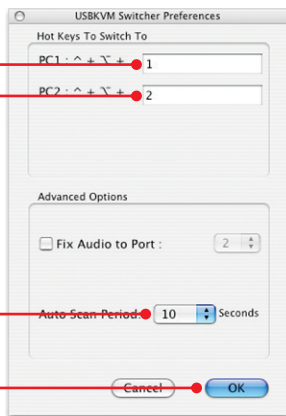 USBKVM Switcher Preferences
Hot Keys To Switch To
PC1 : ^ + ⌥ + 1
PC2 : ^ + ⌥ + 2
Advanced Options
Fix Audio to Port : 2
Auto Scan Period: 10 Seconds
Cancel OK